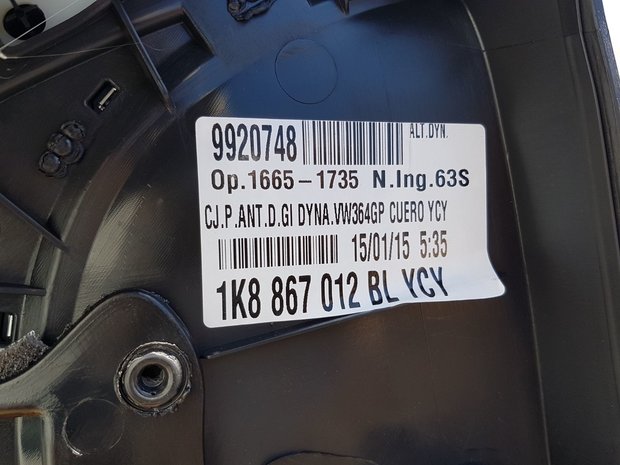 9920748 ALT.DYN.
Op.1665-1735 N.Ing.63S
CJ.P.ANT.D.GI DYNA.VW364GP CUERO YCY
15/01/15 5:35
1K8 867 012 BL YCY